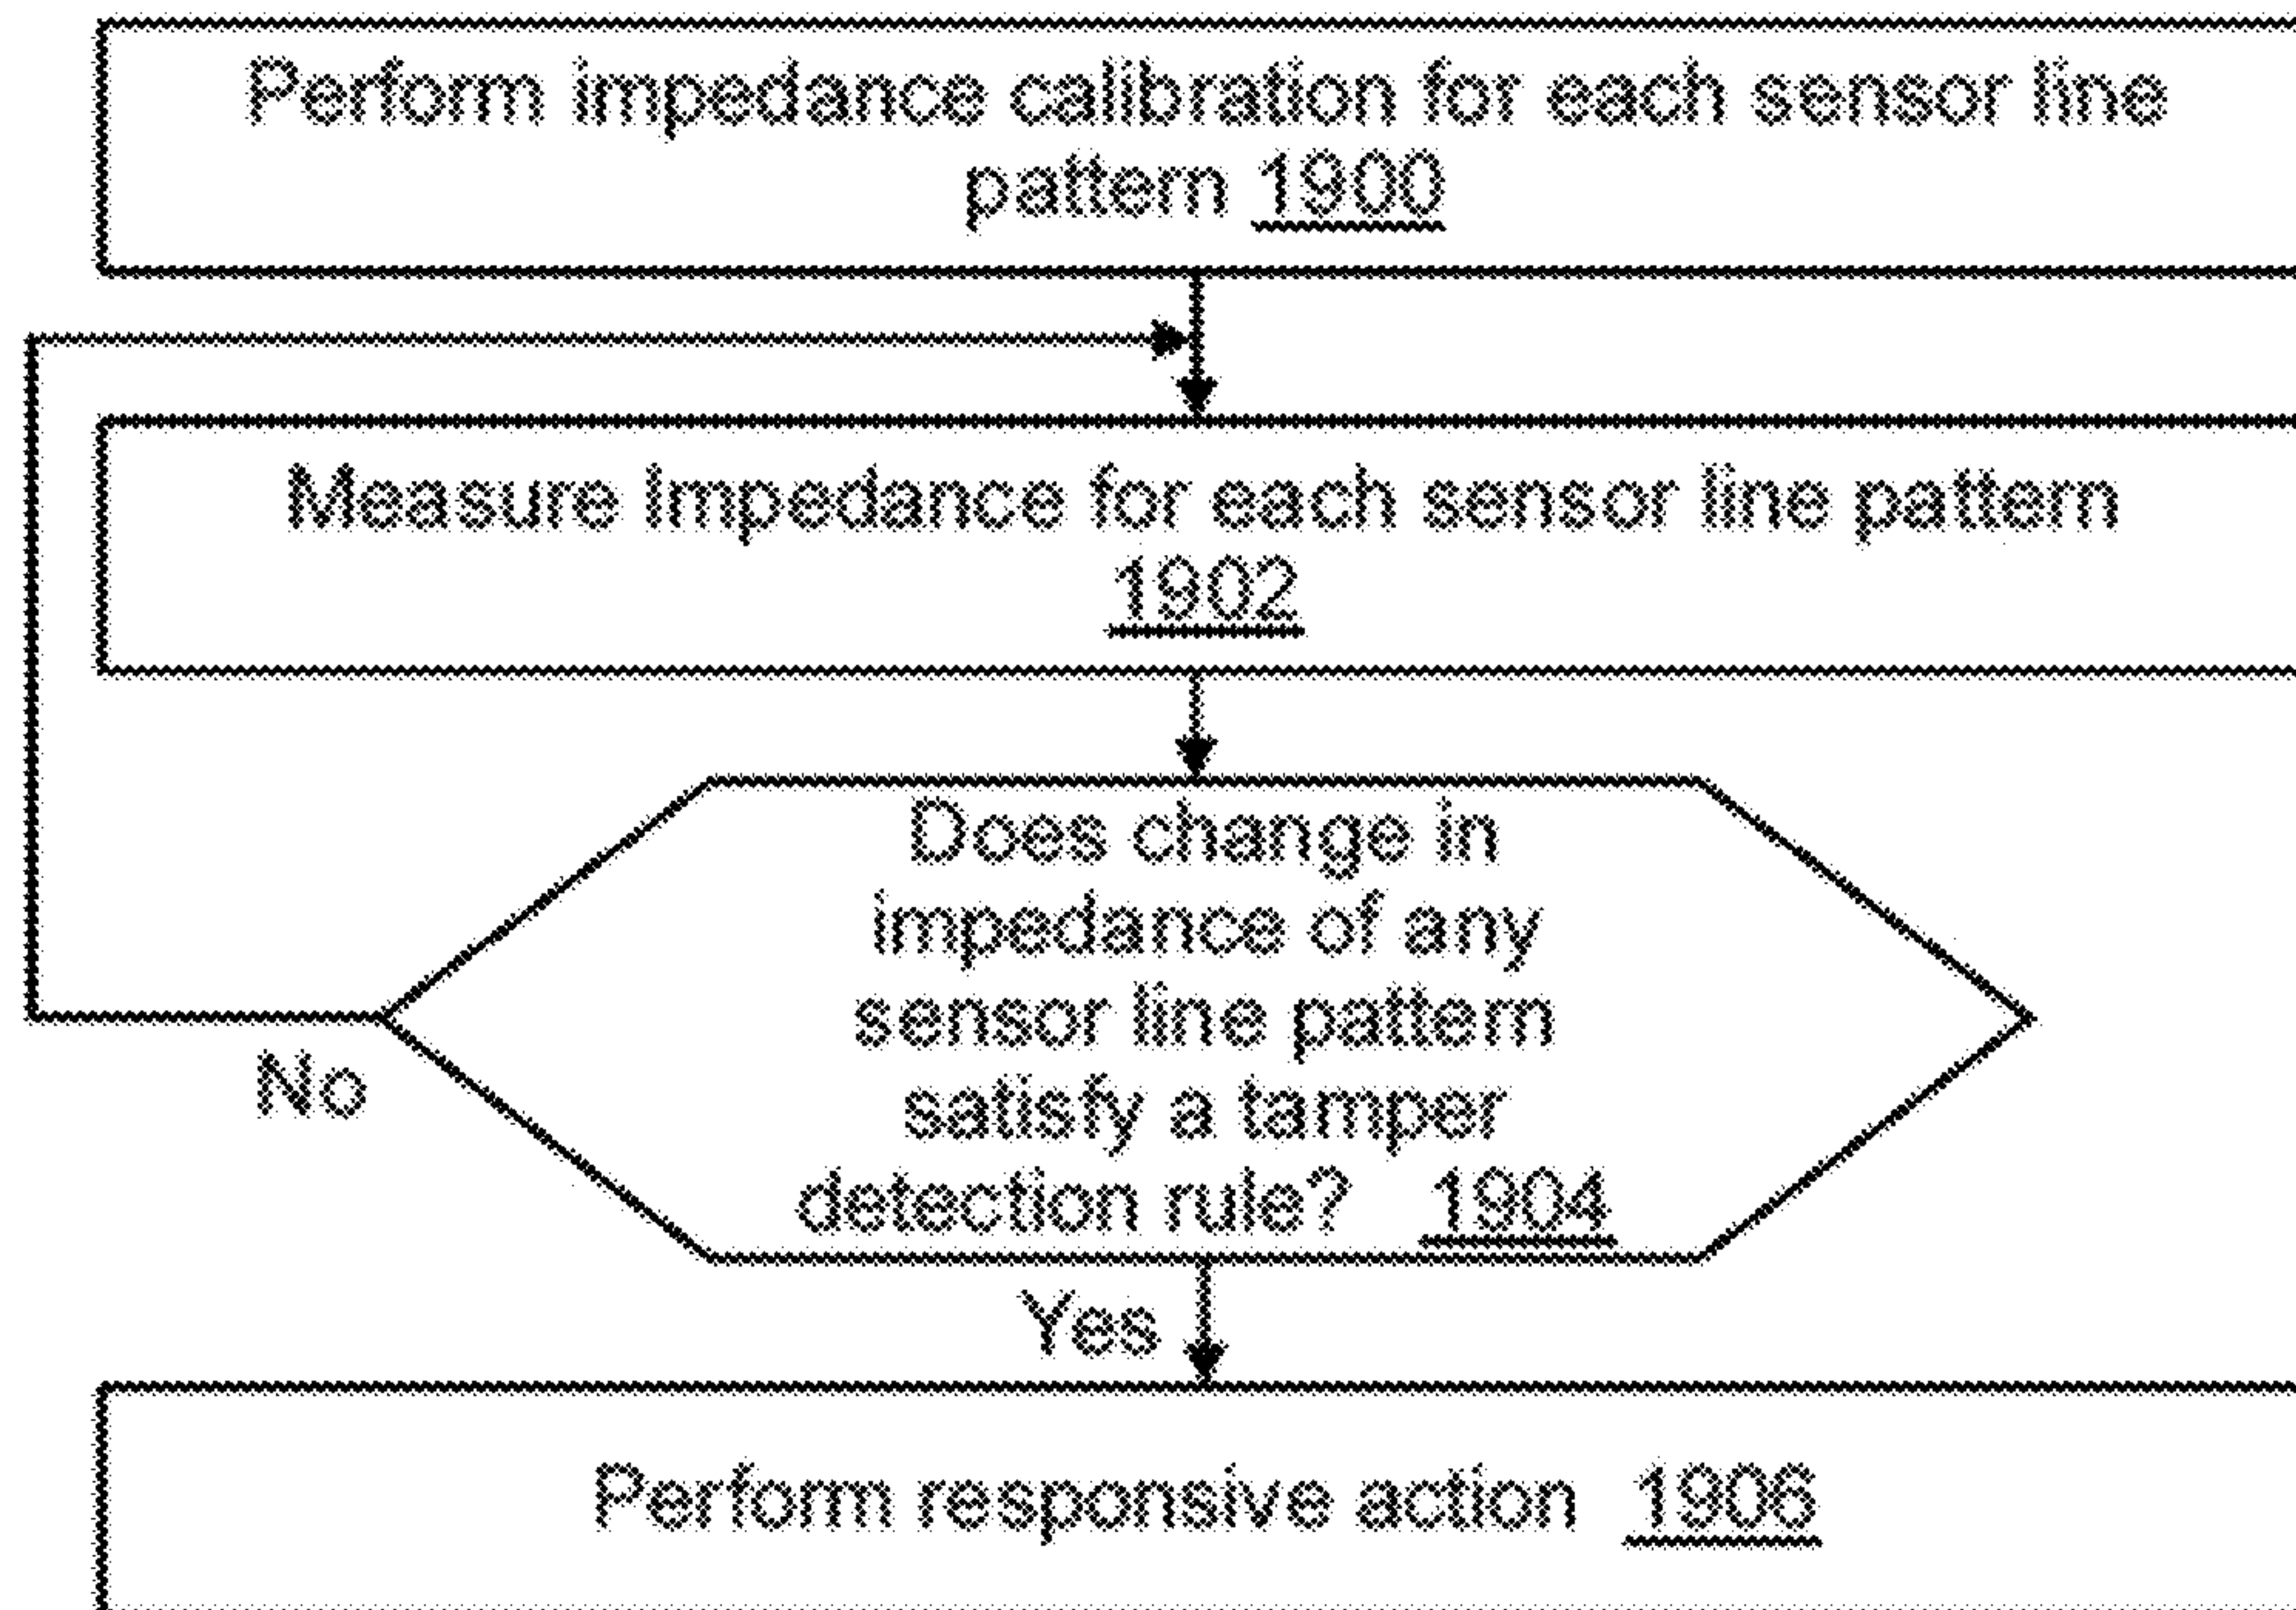 Perform impedance calibration for each sensor line
pattern 1900
Measure Impedance for each sensor line pattern
1902
Does change in
impedance of any
sensor line pattern
satisfy a tamper
detection rule? 1904
No
Yes
Perform responsive action 1906